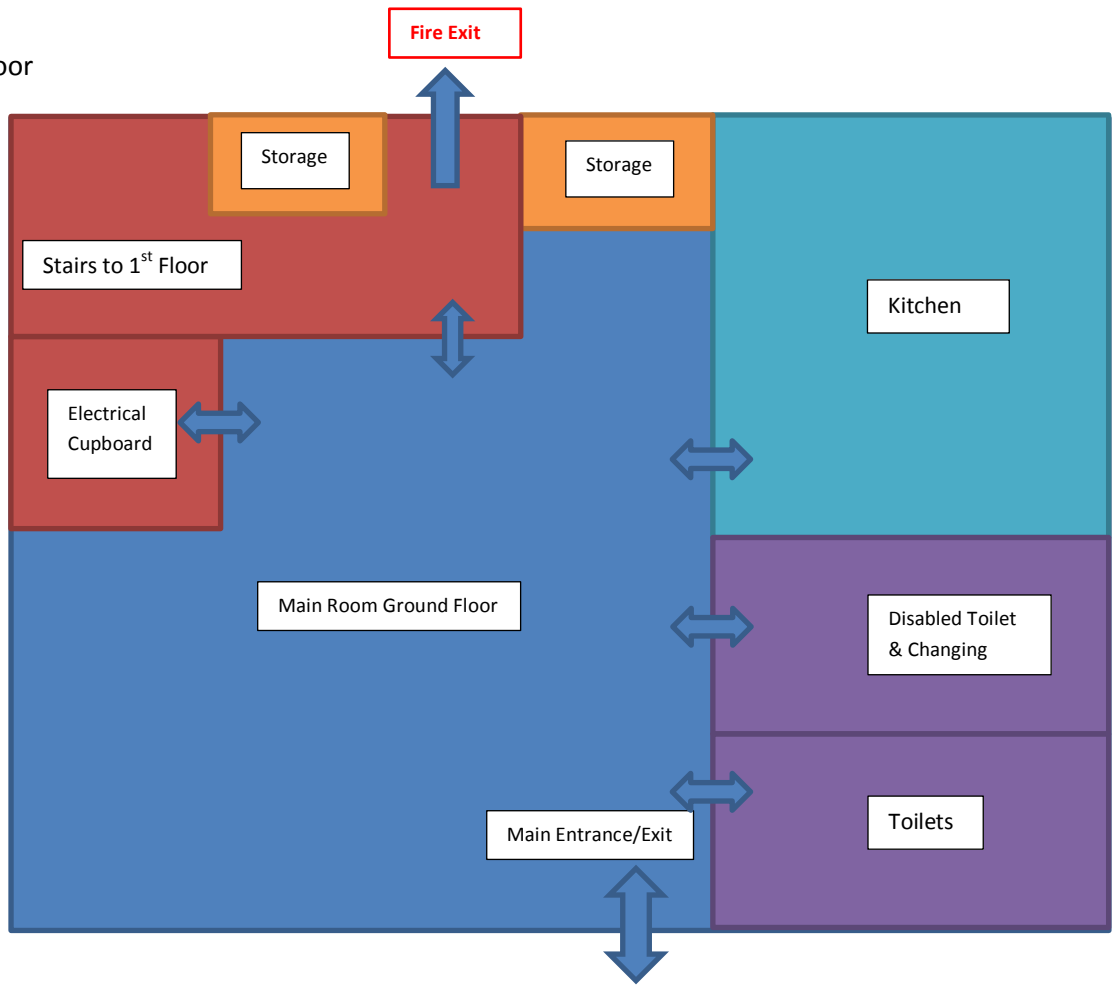 Fire Exit
oor
Storage
Storage
Stairs to 1st Floor
Kitchen
Electrical
Cupboard
Main Room Ground Floor
Disabled Toilet
& Changing
Toilets
Main Entrance/Exit